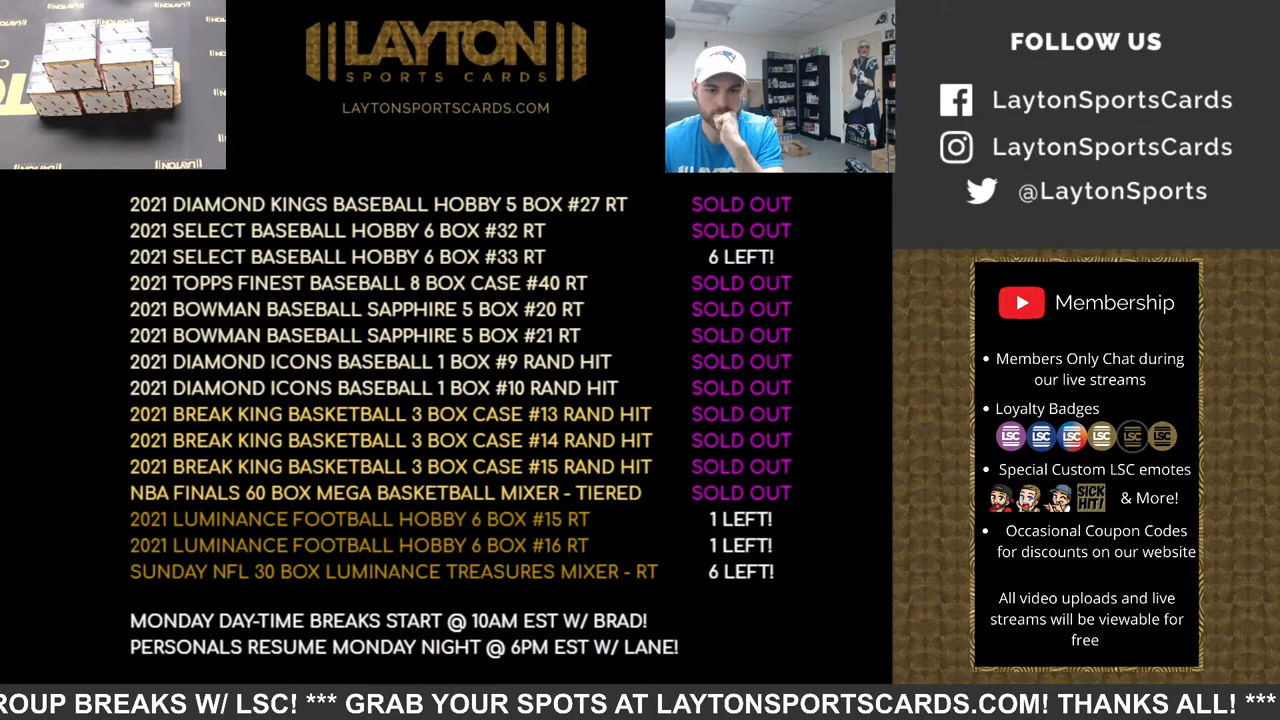 LAYTON
SPORTS CARDS
LAYTONSPORTSCARDS.COM
FOLLOW US
LaytonSportsCards
LaytonSportsCards
@LaytonSports
2021 DIAMOND KINGS BASEBALL HOBBY 5 BOX #27 RT SOLD OUT
2021 SELECT BASEBALL HOBBY 6 BOX #32 RT SOLD OUT
2021 SELECT BASEBALL HOBBY 6 BOX #33 RT 6 LEFT!
2021 TOPPS FINEST BASEBALL 8 BOX CASE #40 RT SOLD OUT
2021 BOWMAN BASEBALL SAPPHIRE 5 BOX #20 RT SOLD OUT
2021 BOWMAN BASEBALL SAPPHIRE 5 BOX #21 RT SOLD OUT
2021 DIAMOND ICONS BASEBALL 1 BOX #9 RAND HIT SOLD OUT
2021 DIAMOND ICONS BASEBALL 1 BOX #10 RAND HIT SOLD OUT
2021 BREAK KING BASKETBALL 3 BOX CASE #13 RAND HIT SOLD OUT
2021 BREAK KING BASKETBALL 3 BOX CASE #14 RAND HIT SOLD OUT
2021 BREAK KING BASKETBALL 3 BOX CASE #15 RAND HIT SOLD OUT
NBA FINALS 60 BOX MEGA BASKETBALL MIXER - TIERED SOLD OUT
2021 LUMINANCE FOOTBALL HOBBY 6 BOX #15 RT 1 LEFT!
2021 LUMINANCE FOOTBALL HOBBY 6 BOX #16 RT 1 LEFT!
SUNDAY NFL 30 BOX LUMINANCE TREASURES MIXER - RT 6 LEFT!
MONDAY DAY-TIME BREAKS START @ 10AM EST W/ BRAD!
PERSONALS RESUME MONDAY NIGHT @ 6PM EST W/ LANE!
Membership
• Members Only Chat during
our live streams
• Loyalty Badges
LSC LSC LSC LSC LSC LSC
• Special Custom LSC emotes
SICK HIT! & More!
• Occasional Coupon Codes
for discounts on our website
All video uploads and live
streams will be viewable for
free
ROUP BREAKS W/ LSC! *** GRAB YOUR SPOTS AT LAYTONSPORTSCARDS.COM! THANKS ALL! ***